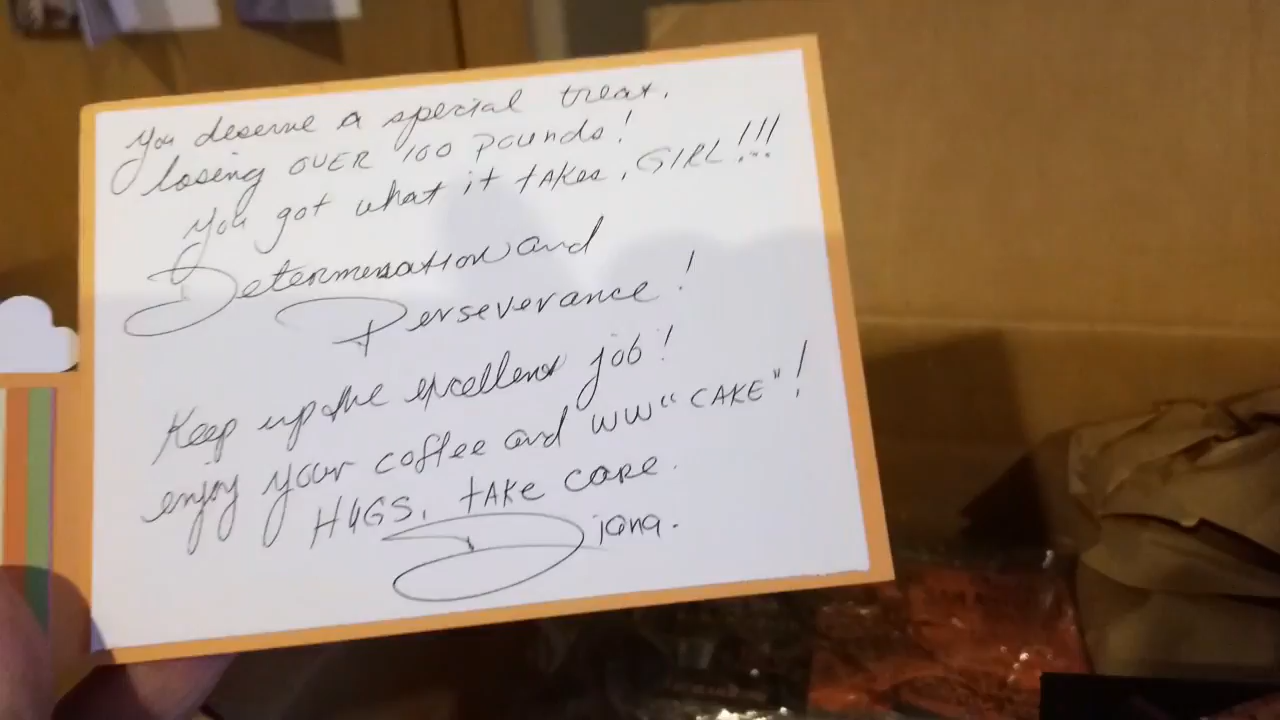 You deserve a special treat.
losing OVER 100 pounds!
You got what it takes, GIRL!!!
Determination and
Perseverance!
Keep up the excellent job!
enjoy your coffee and WW "CAKE"!
HUGS, take care.
Diana.